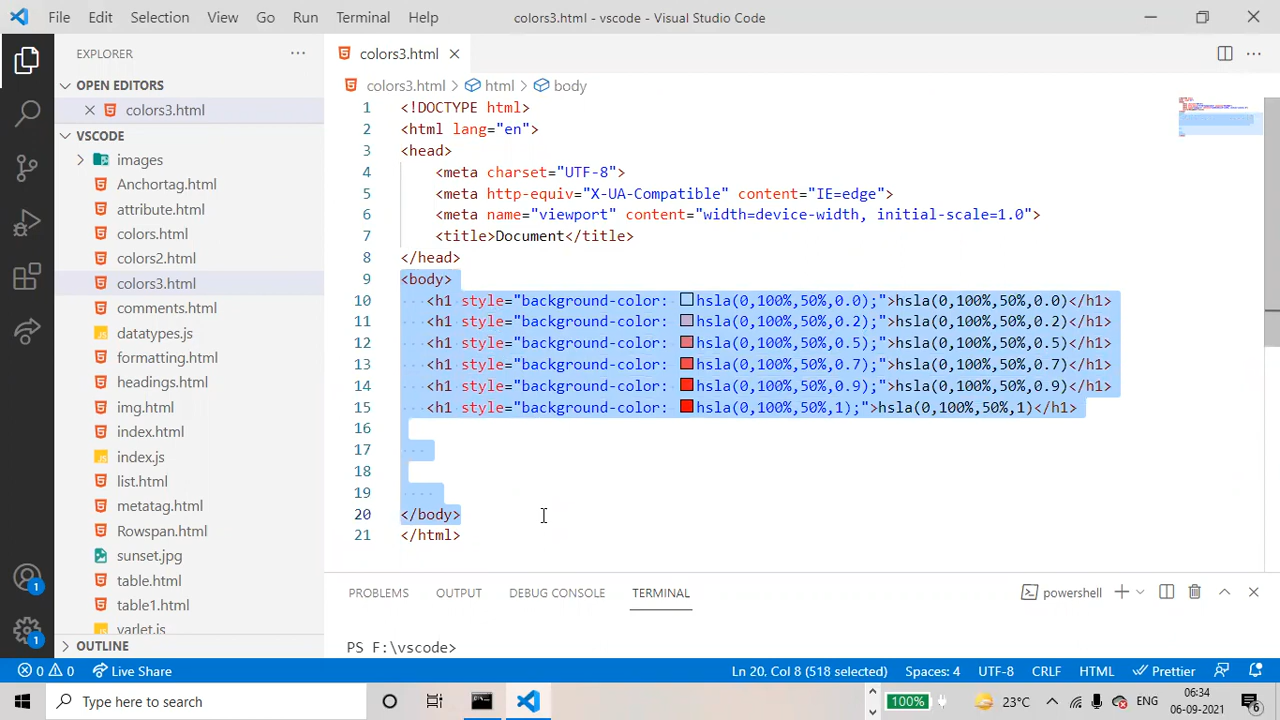 File Edit Selection View Go Run Terminal Help colors3.html - vscode - Visual Studio Code
EXPLORER
OPEN EDITORS
colors3.html
VSCODE
images
Anchortag.html
attribute.html
colors.html
colors2.html
colors3.html
comments.html
datatypes.js
formatting.html
headings.html
img.html
index.html
index.js
list.html
metatag.html
Rowspan.html
sunset.jpg
table.html
table1.html
varlet.js
OUTLINE
colors3.html
colors3.html > html > body
1 <!DOCTYPE html>
2 <html lang="en">
3 <head>
4 <meta charset="UTF-8">
5 <meta http-equiv="X-UA-Compatible" content="IE=edge">
6 <meta name="viewport" content="width=device-width, initial-scale=1.0">
7 <title>Document</title>
8 </head>
9 <body>
10 <h1 style="background-color: hsla(0,100%,50%,0.0);">hsla(0,100%,50%,0.0)</h1>
11 <h1 style="background-color: hsla(0,100%,50%,0.2);">hsla(0,100%,50%,0.2)</h1>
12 <h1 style="background-color: hsla(0,100%,50%,0.5);">hsla(0,100%,50%,0.5)</h1>
13 <h1 style="background-color: hsla(0,100%,50%,0.7);">hsla(0,100%,50%,0.7)</h1>
14 <h1 style="background-color: hsla(0,100%,50%,0.9);">hsla(0,100%,50%,0.9)</h1>
15 <h1 style="background-color: hsla(0,100%,50%,1);">hsla(0,100%,50%,1)</h1>
16
17
18
19
20 </body>
21 </html>
PROBLEMS OUTPUT DEBUG CONSOLE TERMINAL powershell
PS F:\vscode>
0 0 Live Share Ln 20, Col 8 (518 selected) Spaces: 4 UTF-8 CRLF HTML Prettier
1
1
Type here to search 100% 23°C ENG 06:34
06-09-2021 6